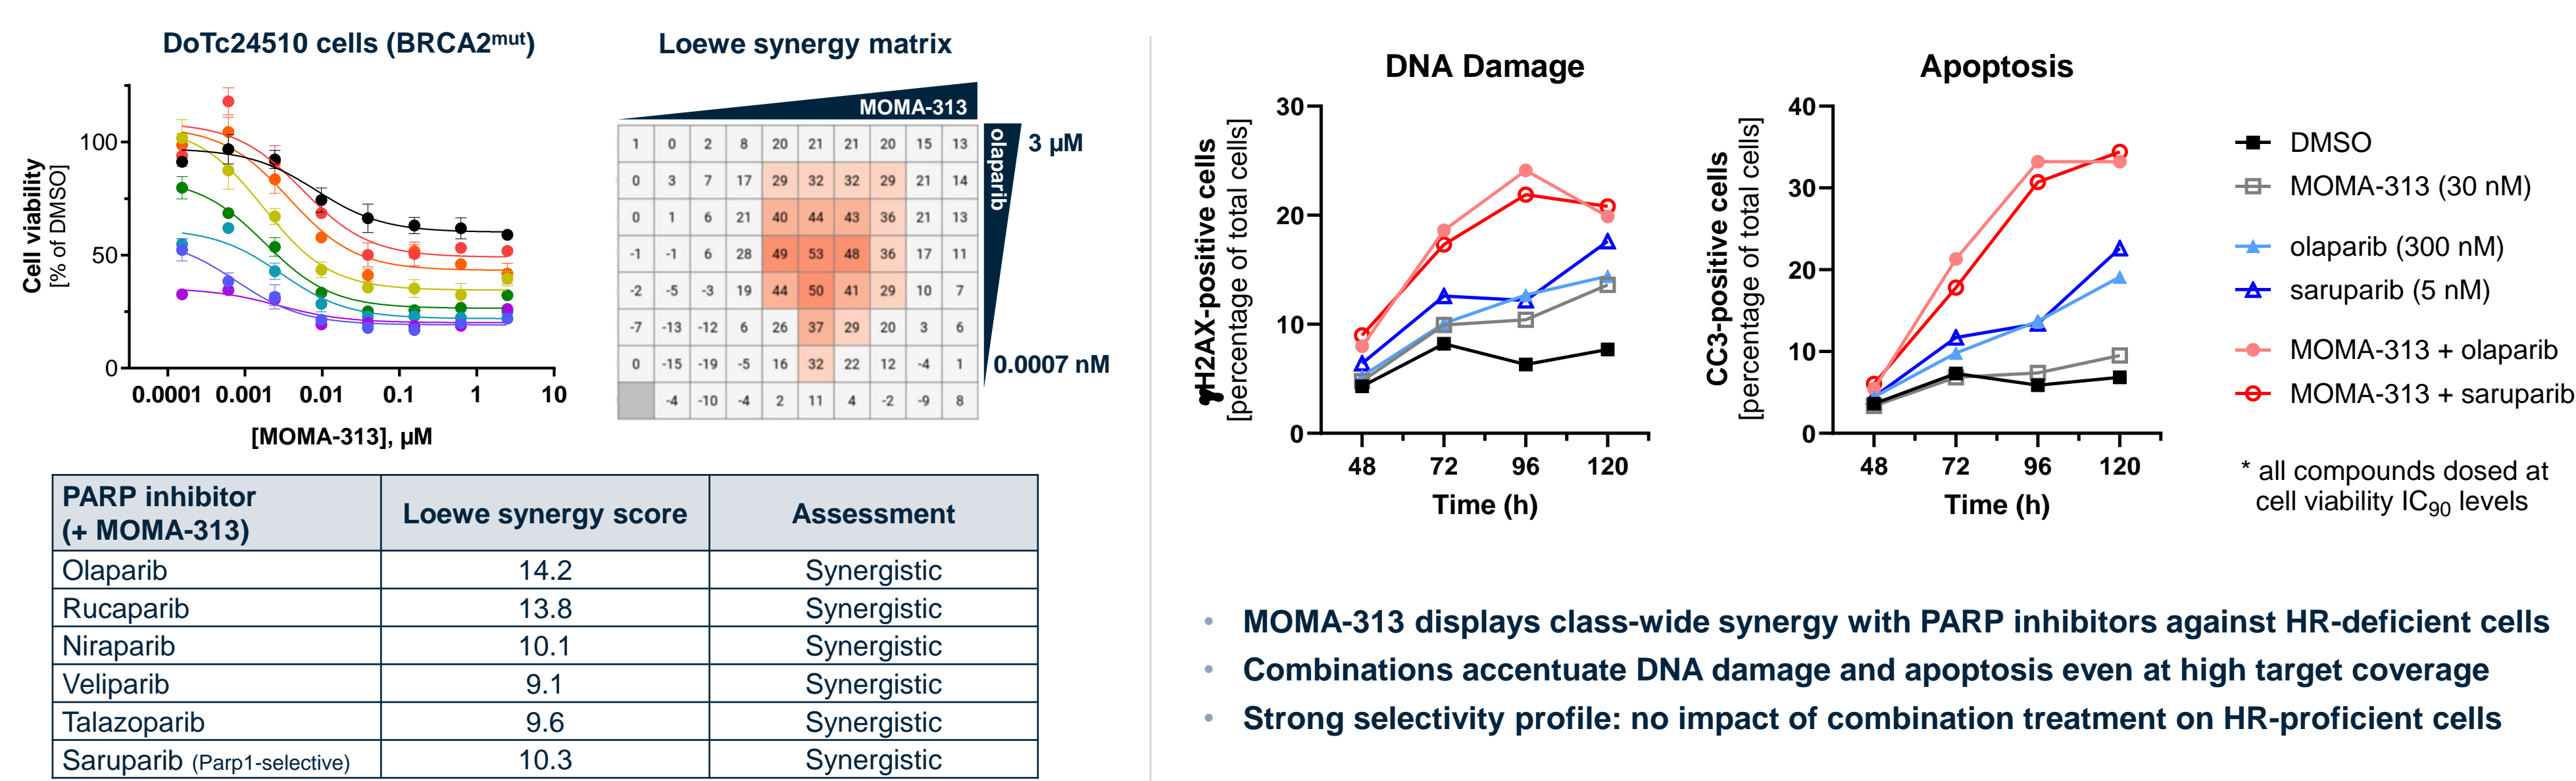 DoTc24510 cells (BRCA2mut)
Cell viability
[% of DMSO]
100
50
0
0.0001 0.001 0.01 0.1 1 10
[MOMA-313], µM
Loewe synergy matrix
MOMA-313
olaparib
3 µM
0.0007 nM
1 0 2 8 20 21 21 20 15 13
0 3 7 17 29 32 32 29 21 14
0 1 6 21 40 44 43 36 21 13
-1 -1 6 28 49 53 48 36 17 11
-2 -5 -3 19 44 50 41 29 10 7
-7 -13 -12 6 26 37 29 20 3 6
0 -15 -19 -5 16 32 22 12 -4 1
-4 -10 -4 2 11 4 -2 -9 8
PARP inhibitor
(+ MOMA-313)
Loewe synergy score
Assessment
Olaparib 14.2 Synergistic
Rucaparib 13.8 Synergistic
Niraparib 10.1 Synergistic
Veliparib 9.1 Synergistic
Talazoparib 9.6 Synergistic
Saruparib (Parp1-selective) 10.3 Synergistic
DNA Damage
γH2AX-positive cells
[percentage of total cells]
30
20
10
0
48 72 96 120
Time (h)
Apoptosis
CC3-positive cells
[percentage of total cells]
40
30
20
10
0
48 72 96 120
Time (h)
DMSO
MOMA-313 (30 nM)
olaparib (300 nM)
saruparib (5 nM)
MOMA-313 + olaparib
MOMA-313 + saruparib
* all compounds dosed at
cell viability IC90 levels
• MOMA-313 displays class-wide synergy with PARP inhibitors against HR-deficient cells
• Combinations accentuate DNA damage and apoptosis even at high target coverage
• Strong selectivity profile: no impact of combination treatment on HR-proficient cells